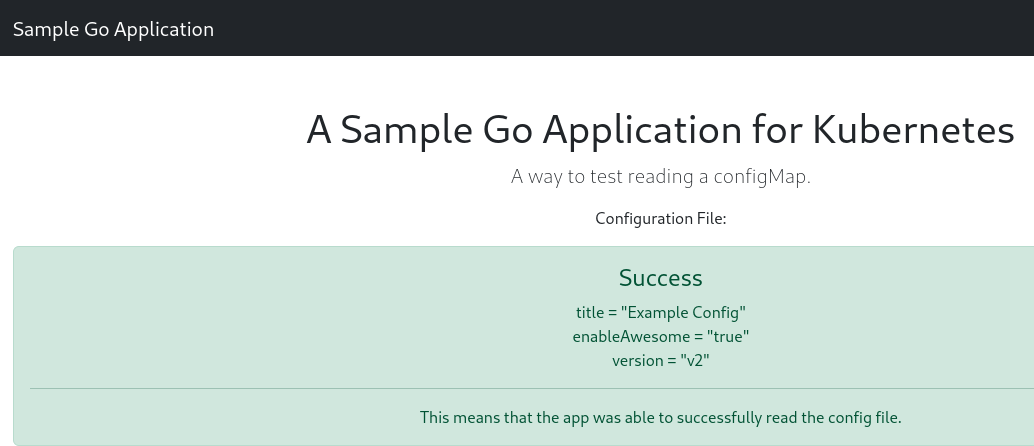 Sample Go Application
A Sample Go Application for Kubernetes
A way to test reading a configMap.
Configuration File:
Success
title = "Example Config"
enableAwesome = "true"
version = "v2"
This means that the app was able to successfully read the config file.